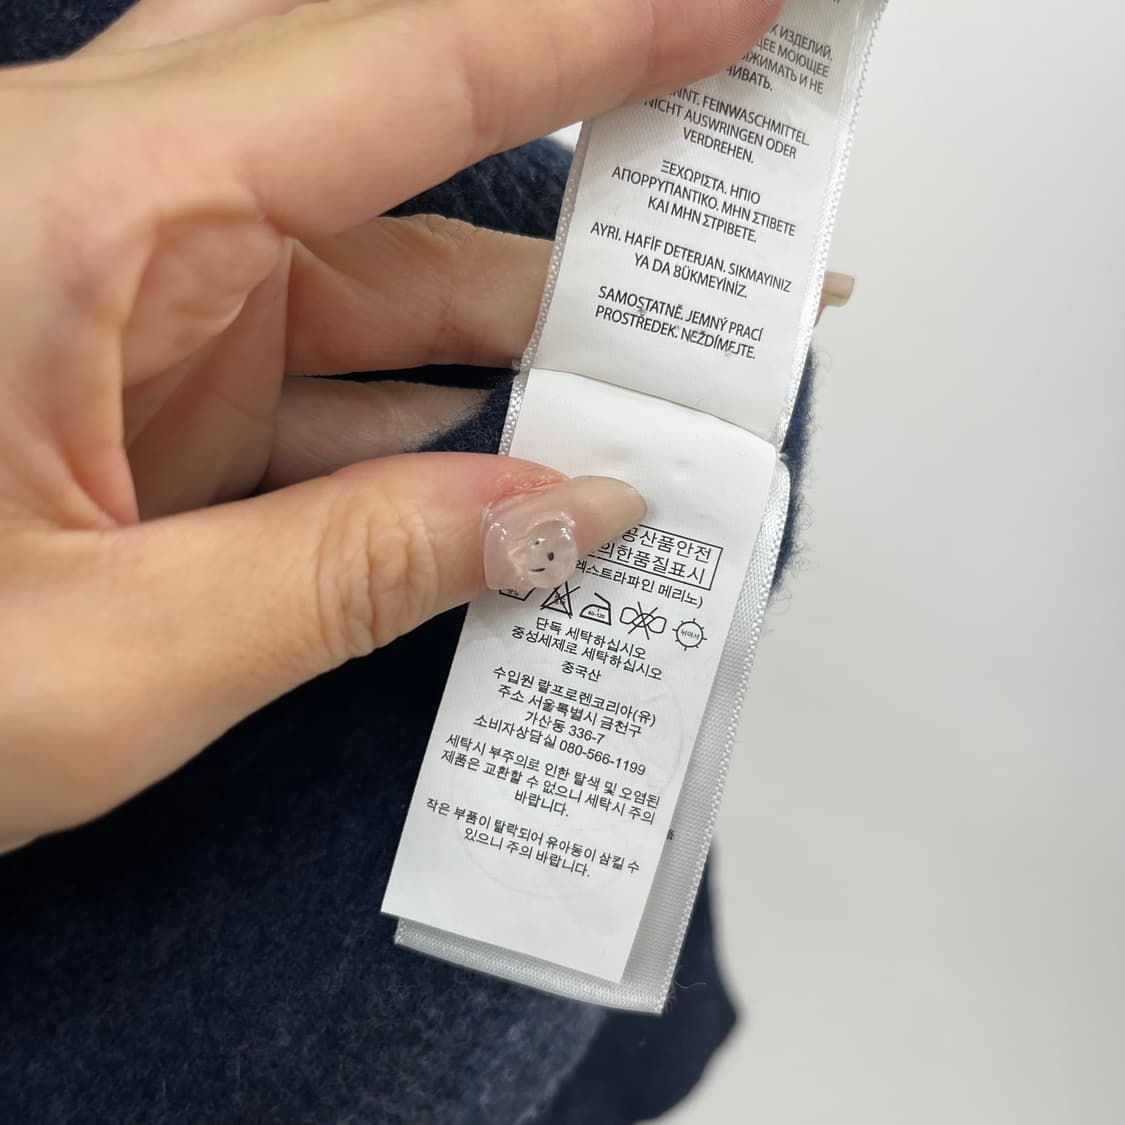 Х ИЗДЕЛИЙ.
ЩЕЕ МОЮЩЕЕ
ЫЖИМАТЬ И НЕ
ЧИВАТЬ.
NNT. FEINWASCHMITTEL.
NICHT AUSWRINGEN ODER
VERDREHEN.
ΞΕΧΩΡΙΣΤΑ. ΗΠΙΟ
ΑΠΟΡΡΥΠΑΝΤΙΚΟ. ΜΗΝ ΣΤΙΒΕΤΕ
ΚΑΙ ΜΗΝ ΣΤΡΙΒΕΤΕ.
AYRI. HAFİF DETERJAN. SIKMAYINIZ
YA DA BÜKMEYİNİZ.
SAMOSTATNĚ. JEMNÝ PRACÍ
PROSTŘEDEK. NEŽDÍMEJTE.
공산품안전
의한품질표시
엑스트라파인 메리노)
80-120
단독 세탁하십시오
중성세제로 세탁하십시오
중국산
수입원 랄프로렌코리아(유)
주소 서울특별시 금천구
가산동 336-7
소비자상담실 080-566-1199
세탁시 부주의로 인한 탈색 및 오염된
제품은 교환할 수 없으니 세탁시 주의
바랍니다.
작은 부품이 탈락되어 유아동이 삼킬 수
있으니 주의 바랍니다.